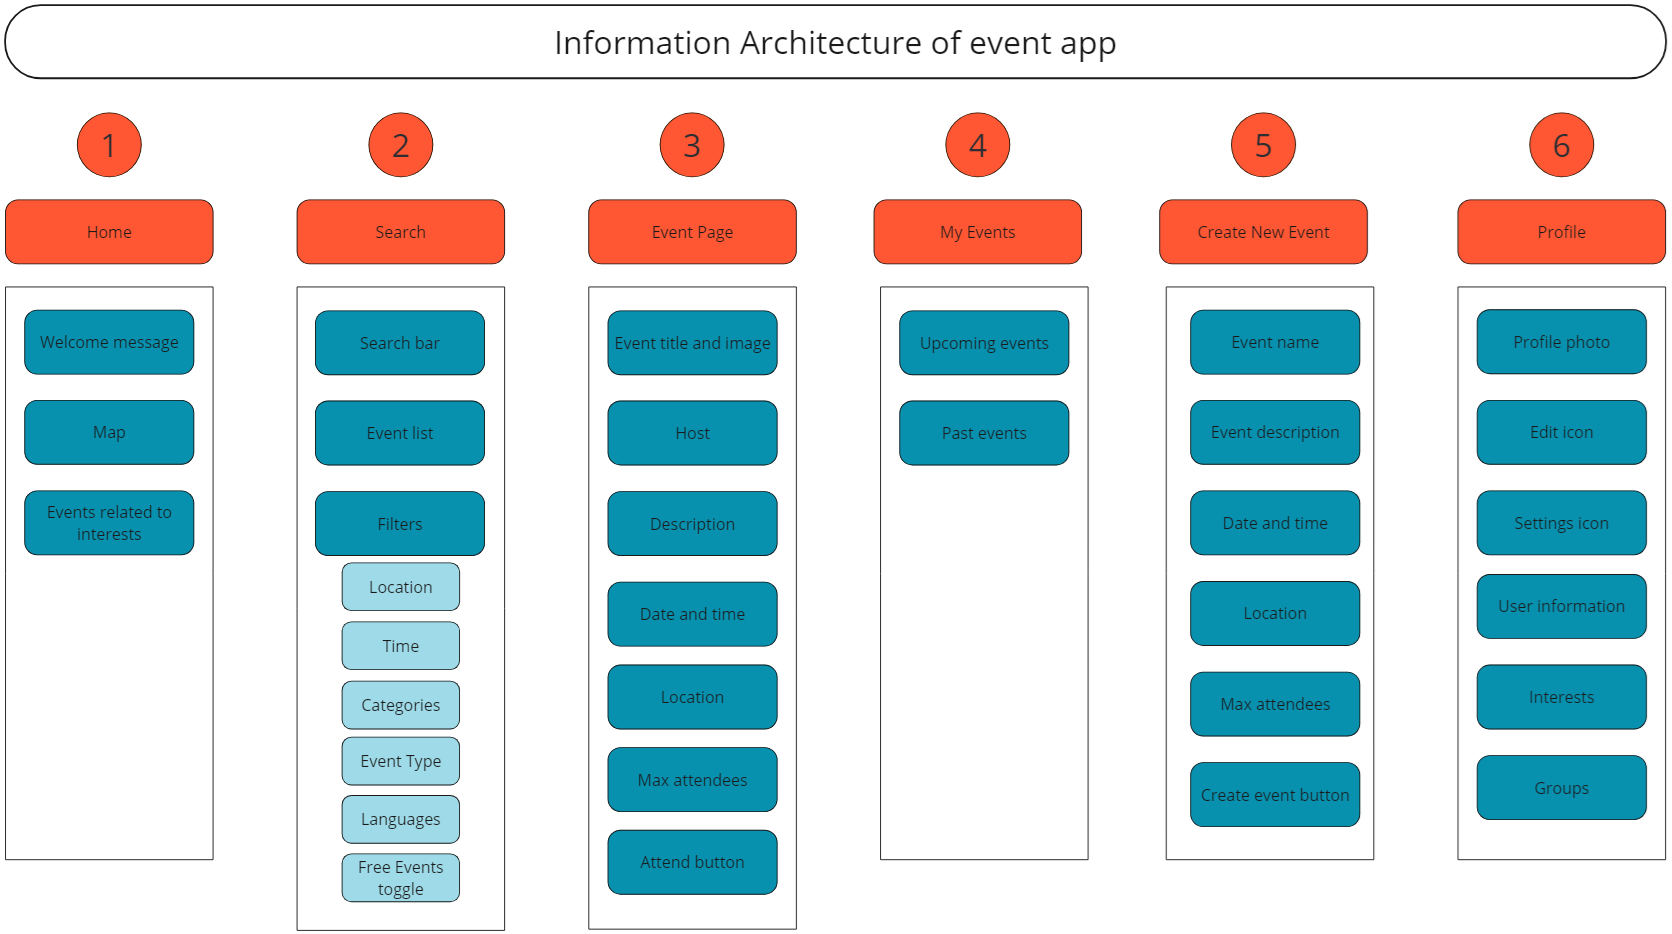 Information Architecture of event app
1
Home
Welcome message
Map
Events related to
interests
2
Search
Search bar
Event list
Filters
Location
Time
Categories
Event Type
Languages
Free Events
toggle
3
Event Page
Event title and image
Host
Description
Date and time
Location
Max attendees
Attend button
4
My Events
Upcoming events
Past events
5
Create New Event
Event name
Event description
Date and time
Location
Max attendees
Create event button
6
Profile
Profile photo
Edit icon
Settings icon
User information
Interests
Groups